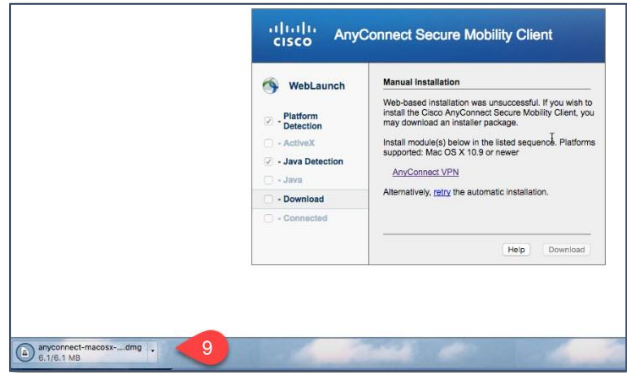 CISCO
AnyConnect Secure Mobility Client
WebLaunch
- Platform
Detection
- ActiveX
- Java Detection
- Java
- Download
- Connected
Manual Installation
Web-based installation was unsuccessful. If you wish to
install the Cisco AnyConnect Secure Mobility Client, you
may download an installer package.
Install module(s) below in the listed sequence. Platforms
supported: Mac OS X 10.9 or newer
AnyConnect VPN
Alternatively, retry the automatic installation.
Help
Download
anyconnect-macosx-....dmg
6.1/6.1 MB
9